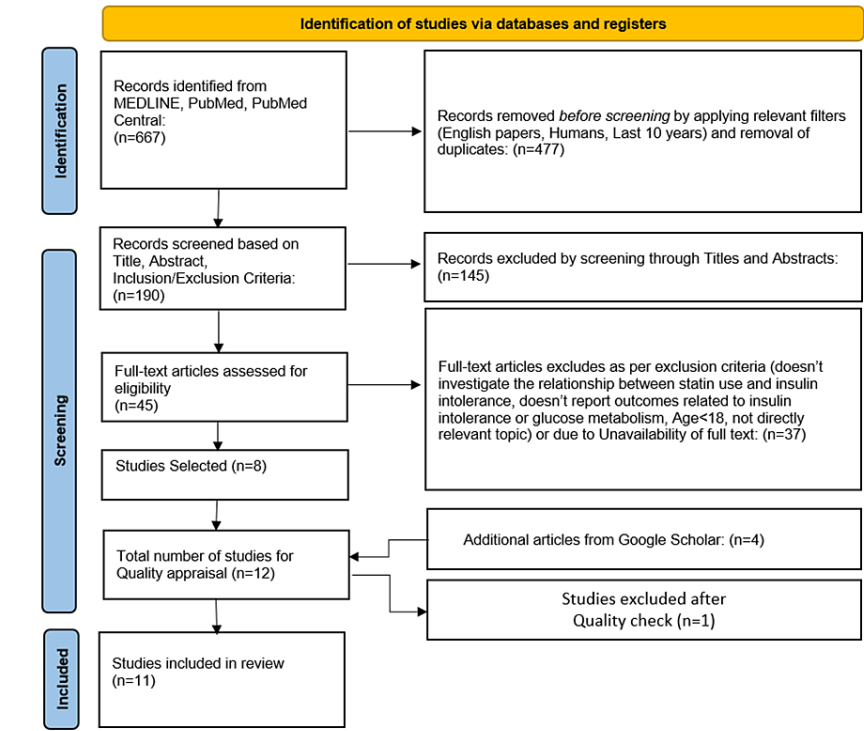 Identification of studies via databases and registers
Identification
Records identified from
MEDLINE, PubMed, PubMed
Central:
(n=667)
Records removed before screening by applying relevant filters
(English papers, Humans, Last 10 years) and removal of
duplicates: (n=477)
Screening
Records screened based on
Title, Abstract,
Inclusion/Exclusion Criteria:
(n=190)
Records excluded by screening through Titles and Abstracts:
(n=145)
Full-text articles assessed for
eligibility
(n=45)
Full-text articles excludes as per exclusion criteria (doesn’t
investigate the relationship between statin use and insulin
intolerance, doesn’t report outcomes related to insulin
intolerance or glucose metabolism, Age<18, not directly
relevant topic) or due to Unavailability of full text: (n=37)
Studies Selected (n=8)
Additional articles from Google Scholar: (n=4)
Total number of studies for
Quality appraisal (n=12)
Studies excluded after
Quality check (n=1)
Included
Studies included in review
(n=11)